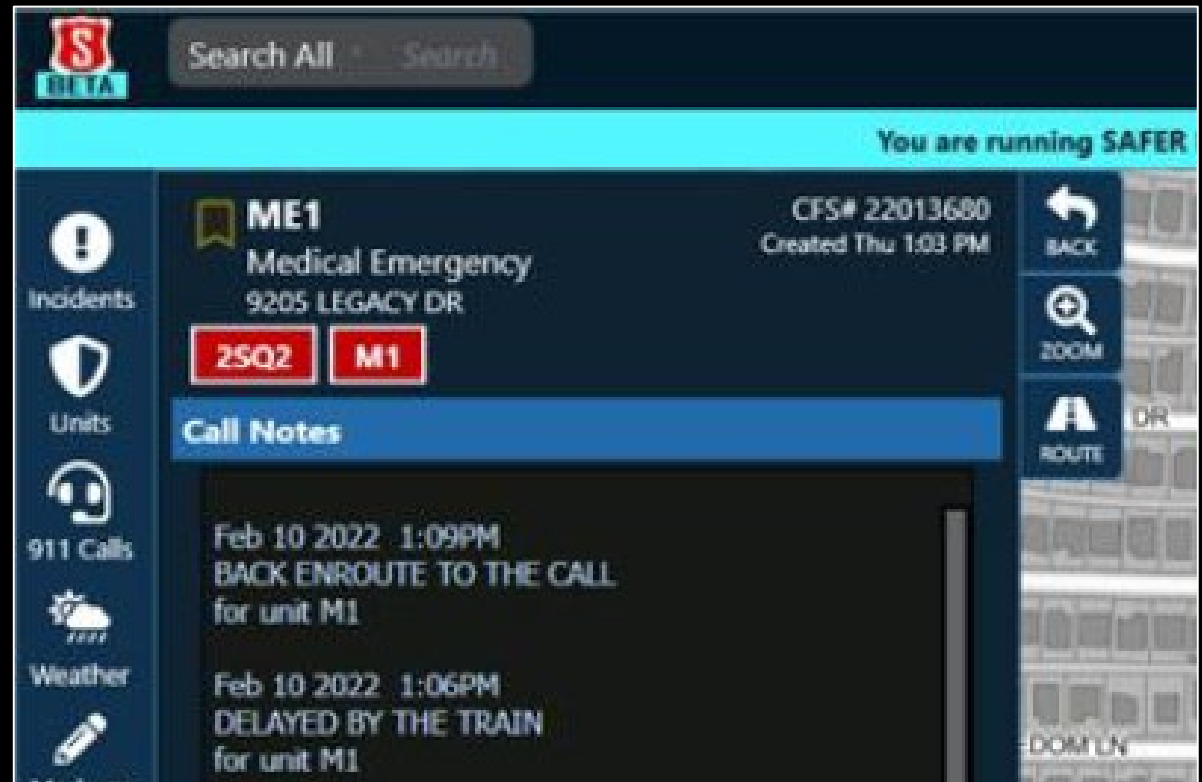 S
BETA
Search All Search
You are running SAFER
Incidents
Units
911 Calls
Weather
ME1
Medical Emergency
9205 LEGACY DR
CFS# 22013680
Created Thu 1:03 PM
2SQ2 M1
Call Notes
Feb 10 2022 1:09PM
BACK ENROUTE TO THE CALL
for unit M1
Feb 10 2022 1:06PM
DELAYED BY THE TRAIN
for unit M1
BACK
ZOOM
ROUTE
DR
DOM LN